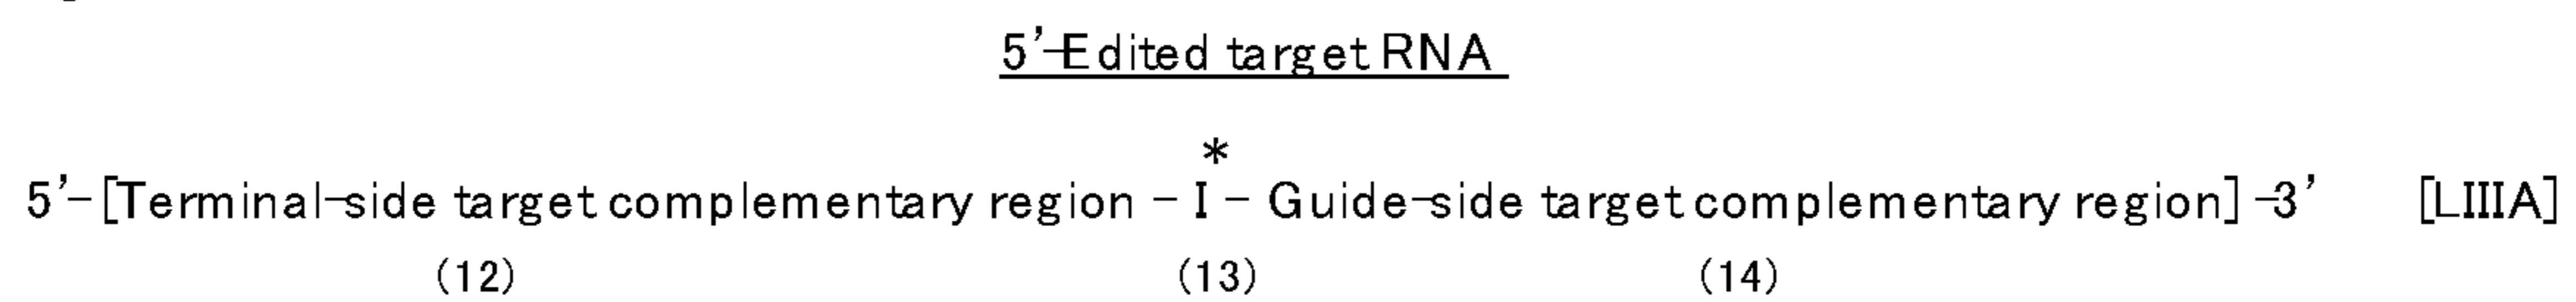 5'-Edited target RNA
*
5'-[Terminal-side target complementary region - I - Guide-side target complementary region]-3' [LIIIA]
(12) (13) (14)